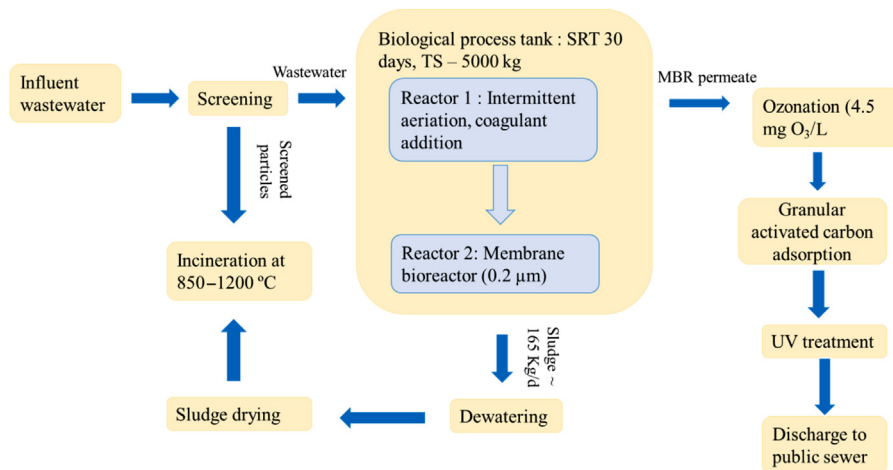 Influent
wastewater
Screening
Wastewater
Screened
particles
Incineration at
850–1200 ºC
Biological process tank : SRT 30
days, TS – 5000 kg
Reactor 1 : Intermittent
aeriation, coagulant
addition
Reactor 2: Membrane
bioreactor (0.2 µm)
Sludge ~
165 Kg/d
Dewatering
Sludge drying
MBR permeate
Ozonation (4.5
mg O₃/L
Granular
activated carbon
adsorption
UV treatment
Discharge to
public sewer